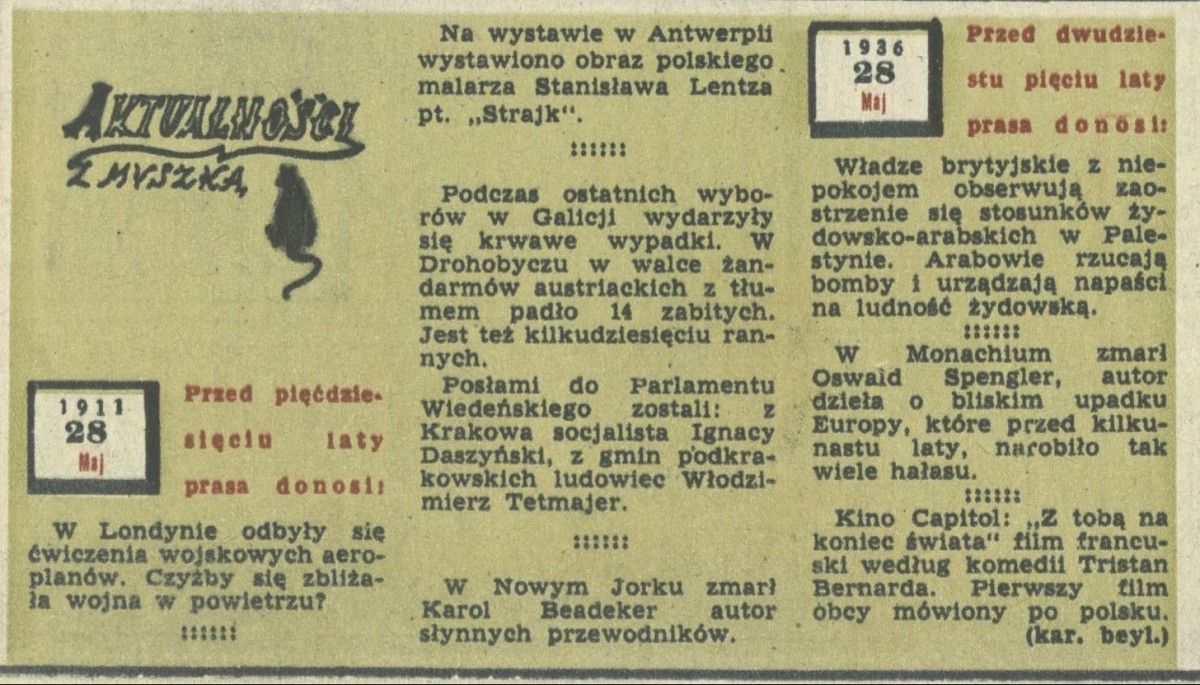 AKTUALNOŚCI
Z MYSZKĄ
1911
28
Maj
Przed pięćdzie-
sięciu laty
prasa donosi:
W Londynie odbyły się
ćwiczenia wojskowych aero-
planów. Czyżby się zbliża-
ła wojna w powietrzu?
::::::
Na wystawie w Antwerpii
wystawiono obraz polskiego
malarza Stanisława Lentza
pt. „Strajk“.
::::::
Podczas ostatnich wybo-
rów w Galicji wydarzyły
się krwawe wypadki. W
Drohobyczu w walce żan-
darmów austriackich z tłu-
mem padło 14 zabitych.
Jest też kilkudziesięciu ran-
nych.
Posłami do Parlamentu
Wiedeńskiego zostali: z
Krakowa socjalista Ignacy
Daszyński, z gmin podkra-
kowskich ludowiec Włodzi-
mierz Tetmajer.
::::::
W Nowym Jorku zmarł
Karol Beadeker autor
słynnych przewodników.
1936
28
Maj
Przed dwudzie-
stu pięciu laty
prasa donosi:
Władze brytyjskie z nie-
pokojem obserwują zao-
strzenie się stosunków ży-
dowsko-arabskich w Pale-
stynie. Arabowie rzucają
bomby i urządzają napaści
na ludność żydowską.
::::::
W Monachium zmarł
Oswald Spengler, autor
dzieła o bliskim upadku
Europy, które przed kilku-
nastu laty, narobiło tak
wiele hałasu.
::::::
Kino Capitol: „Z tobą na
koniec świata“ film francu-
ski według komedii Tristan
Bernarda. Pierwszy film
obcy mówiony po polsku.
(kar. beyl.)